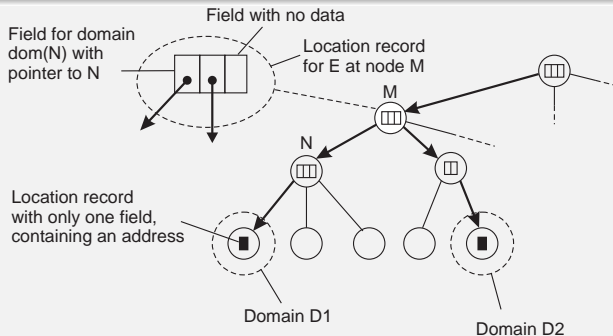 Field with no data
Field for domain
dom(N) with
pointer to N
Location record
for E at node M
M
N
Location record
with only one field,
containing an address
Domain D1
Domain D2